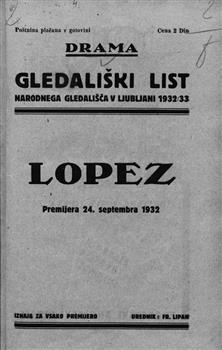 Poštnina plačana v gotovini Cena 2 Din
DRAMA
GLEDALIŠKI LIST
NARODNEGA GLEDALIŠČA V LJUBLJANI 1932/33
LOPEZ
Premijera 24. septembra 1932
IZHAJA ZA VSAKO PREMIJERO UREDNIK: FR. LIPAH